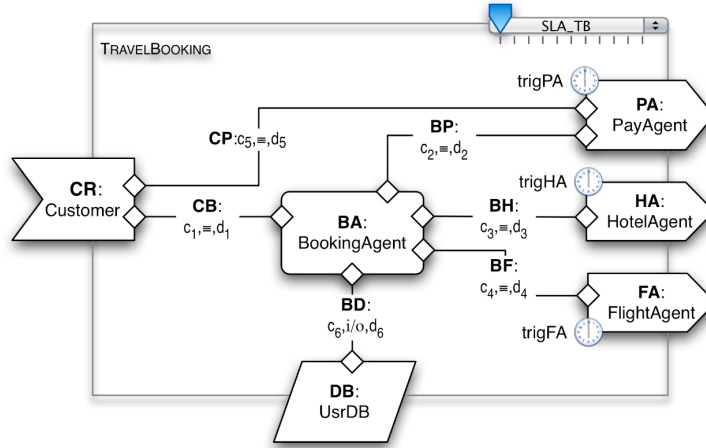 SLA_TB
TRAVELBOOKING
trigPA
PA:
PayAgent
CP:c5,≡,d5
BP:
c2,≡,d2
CR:
Customer
CB:
c1,≡,d1
BA:
BookingAgent
trigHA
HA:
HotelAgent
BH:
c3,≡,d3
BF:
c4,≡,d4
FA:
FlightAgent
trigFA
BD:
c6,i/o,d6
DB:
UsrDB